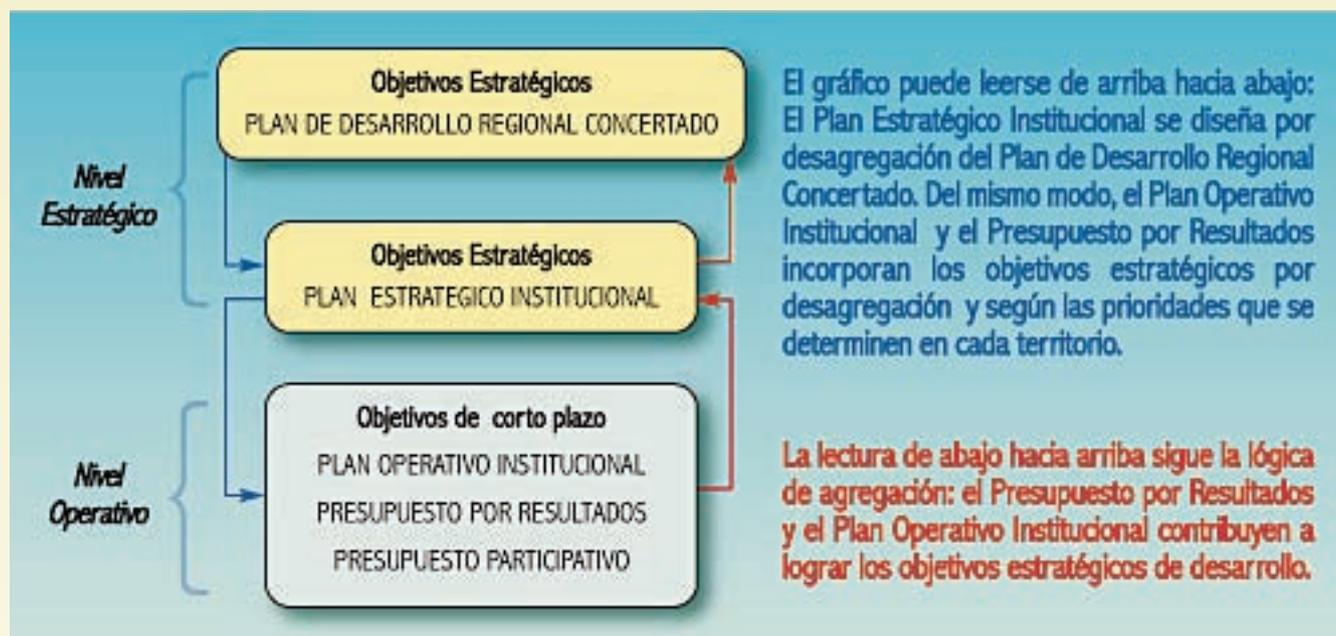 Objetivos Estratégicos
PLAN DE DESARROLLO REGIONAL CONCERTADO
Nivel
Estratégico
Objetivos Estratégicos
PLAN ESTRATEGICO INSTITUCIONAL
Objetivos de corto plazo
PLAN OPERATIVO INSTITUCIONAL
PRESUPUESTO POR RESULTADOS
PRESUPUESTO PARTICIPATIVO
Nivel
Operativo
El gráfico puede leerse de arriba hacia abajo:
El Plan Estratégico Institucional se diseña por
desagregación del Plan de Desarrollo Regional
Concertado. Del mismo modo, el Plan Operativo
Institucional y el Presupuesto por Resultados
incorporan los objetivos estratégicos por
desagregación y según las prioridades que se
determinen en cada territorio.
La lectura de abajo hacia arriba sigue la lógica
de agregación: el Presupuesto por Resultados
y el Plan Operativo Institucional contribuyen a
lograr los objetivos estratégicos de desarrollo.